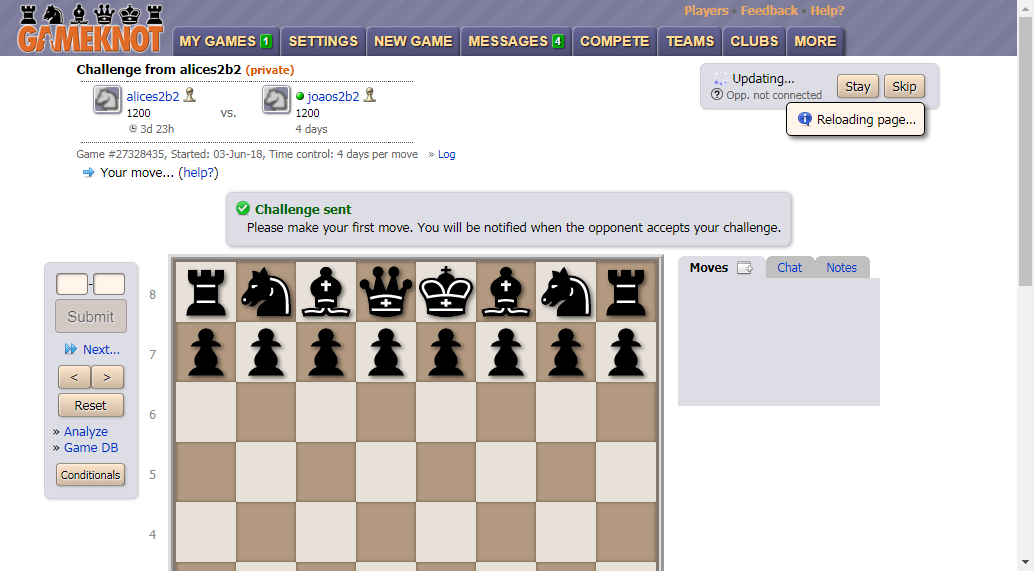 Players • Feedback • Help?
GAMEKNOT
MY GAMES 1 SETTINGS NEW GAME MESSAGES 4 COMPETE TEAMS CLUBS MORE
Challenge from alices2b2 (private)
alices2b2 vs. joaos2b2
1200 1200
3d 23h 4 days
Updating... Stay Skip
Opp. not connected
Reloading page...
Game #27328435, Started: 03-Jun-18, Time control: 4 days per move » Log
Your move... (help?)
Challenge sent
Please make your first move. You will be notified when the opponent accepts your challenge.
-
Submit
Next...
< >
Reset
» Analyze
» Game DB
Conditionals
8
7
6
5
4
Moves Chat Notes